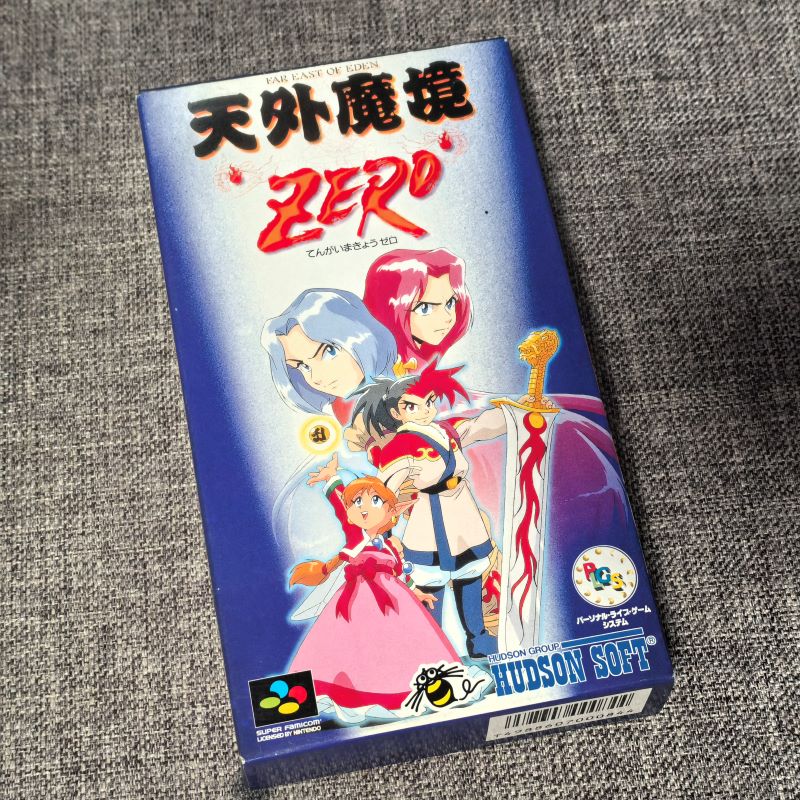 FAR EAST OF EDEN
天外魔境
ZERO
てんがいまきょう ゼロ
P.L.G.S.
パーソナル・ライブ・ゲーム
システム
HUDSON GROUP
HUDSON SOFT®
SUPER FAMICOM
LICENSED BY NINTENDO